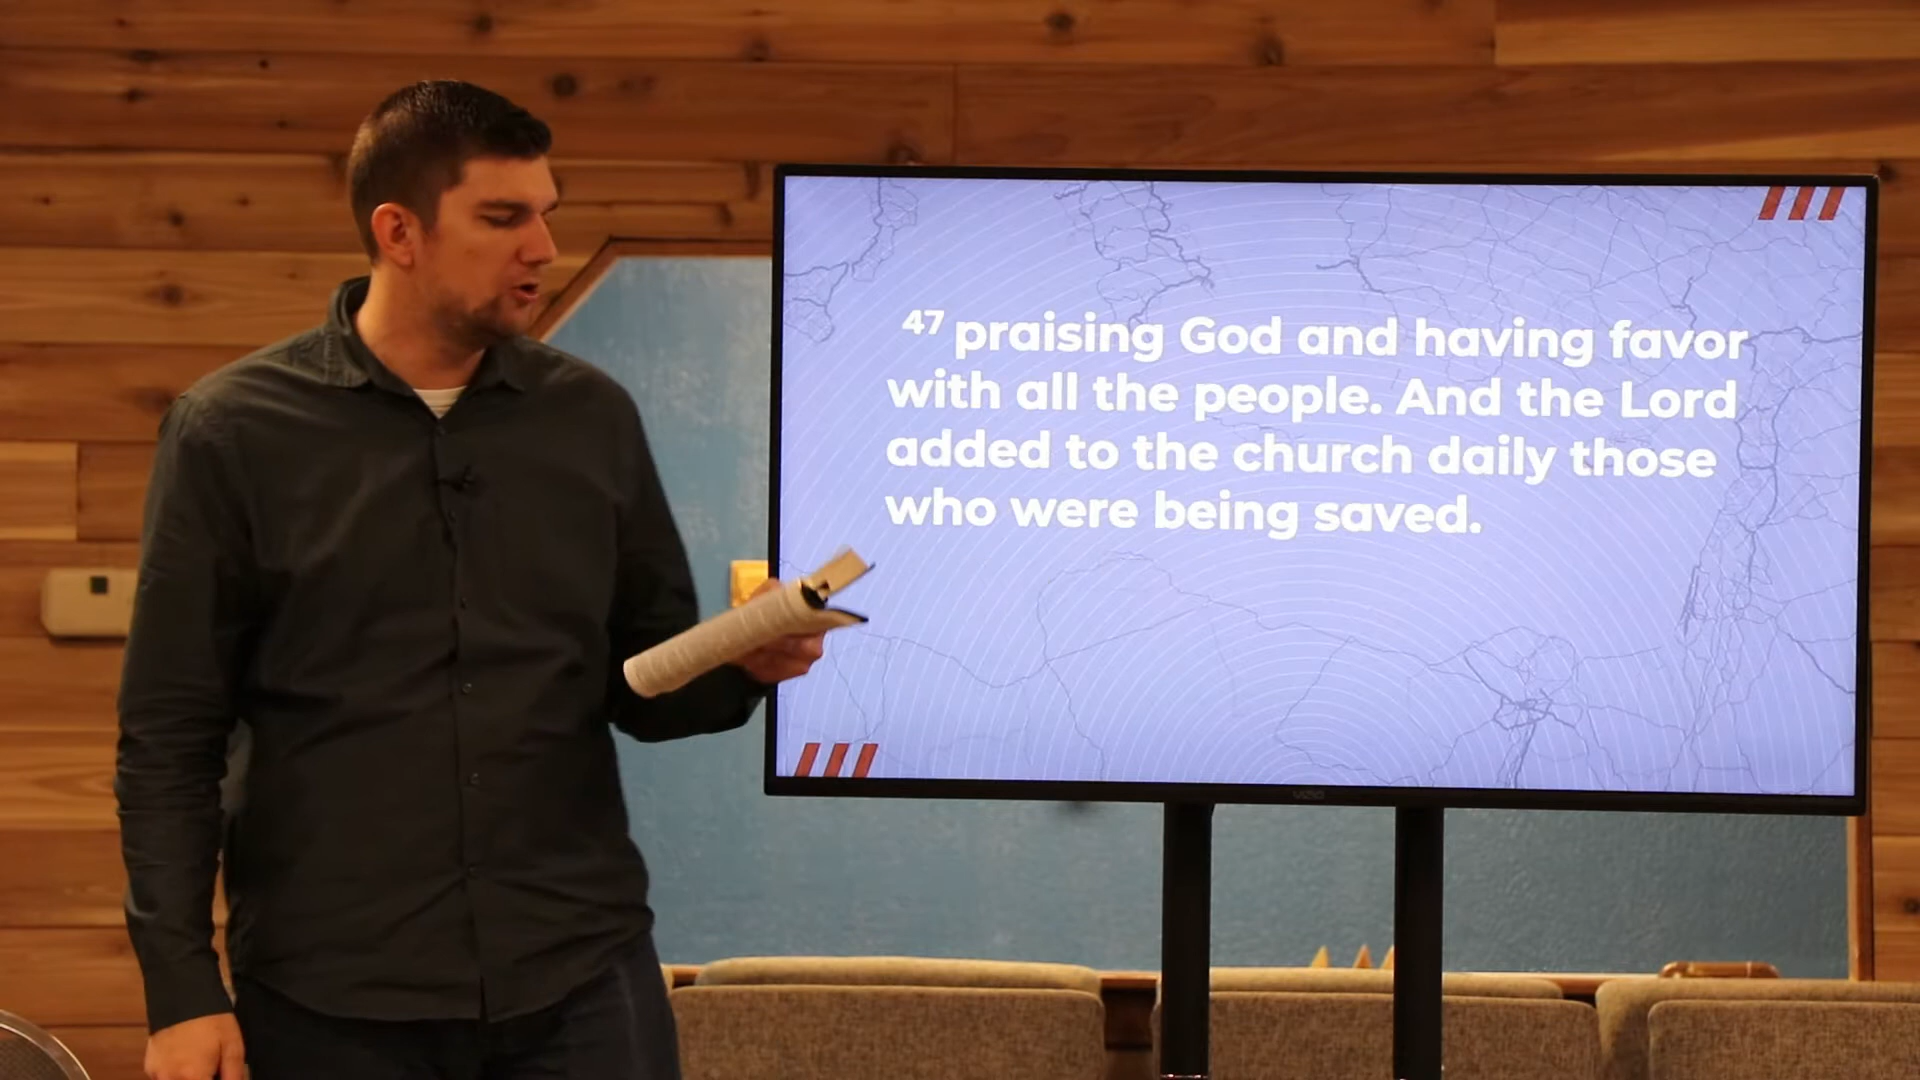 47 praising God and having favor
with all the people. And the Lord
added to the church daily those
who were being saved.
VIZIO